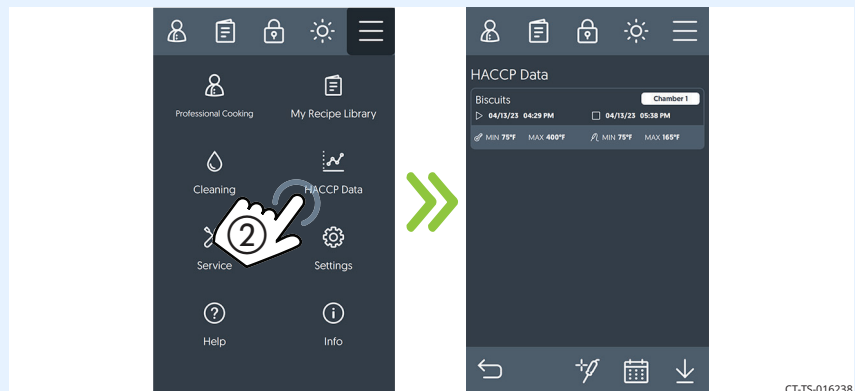 Professional Cooking
My Recipe Library
Cleaning
HACCP Data
2
Service
Settings
Help
Info
HACCP Data
Biscuits
Chamber 1
04/13/23 04:29 PM
04/13/23 05:38 PM
MIN 75°F MAX 400°F
MIN 75°F MAX 165°F
CT-TS-016238